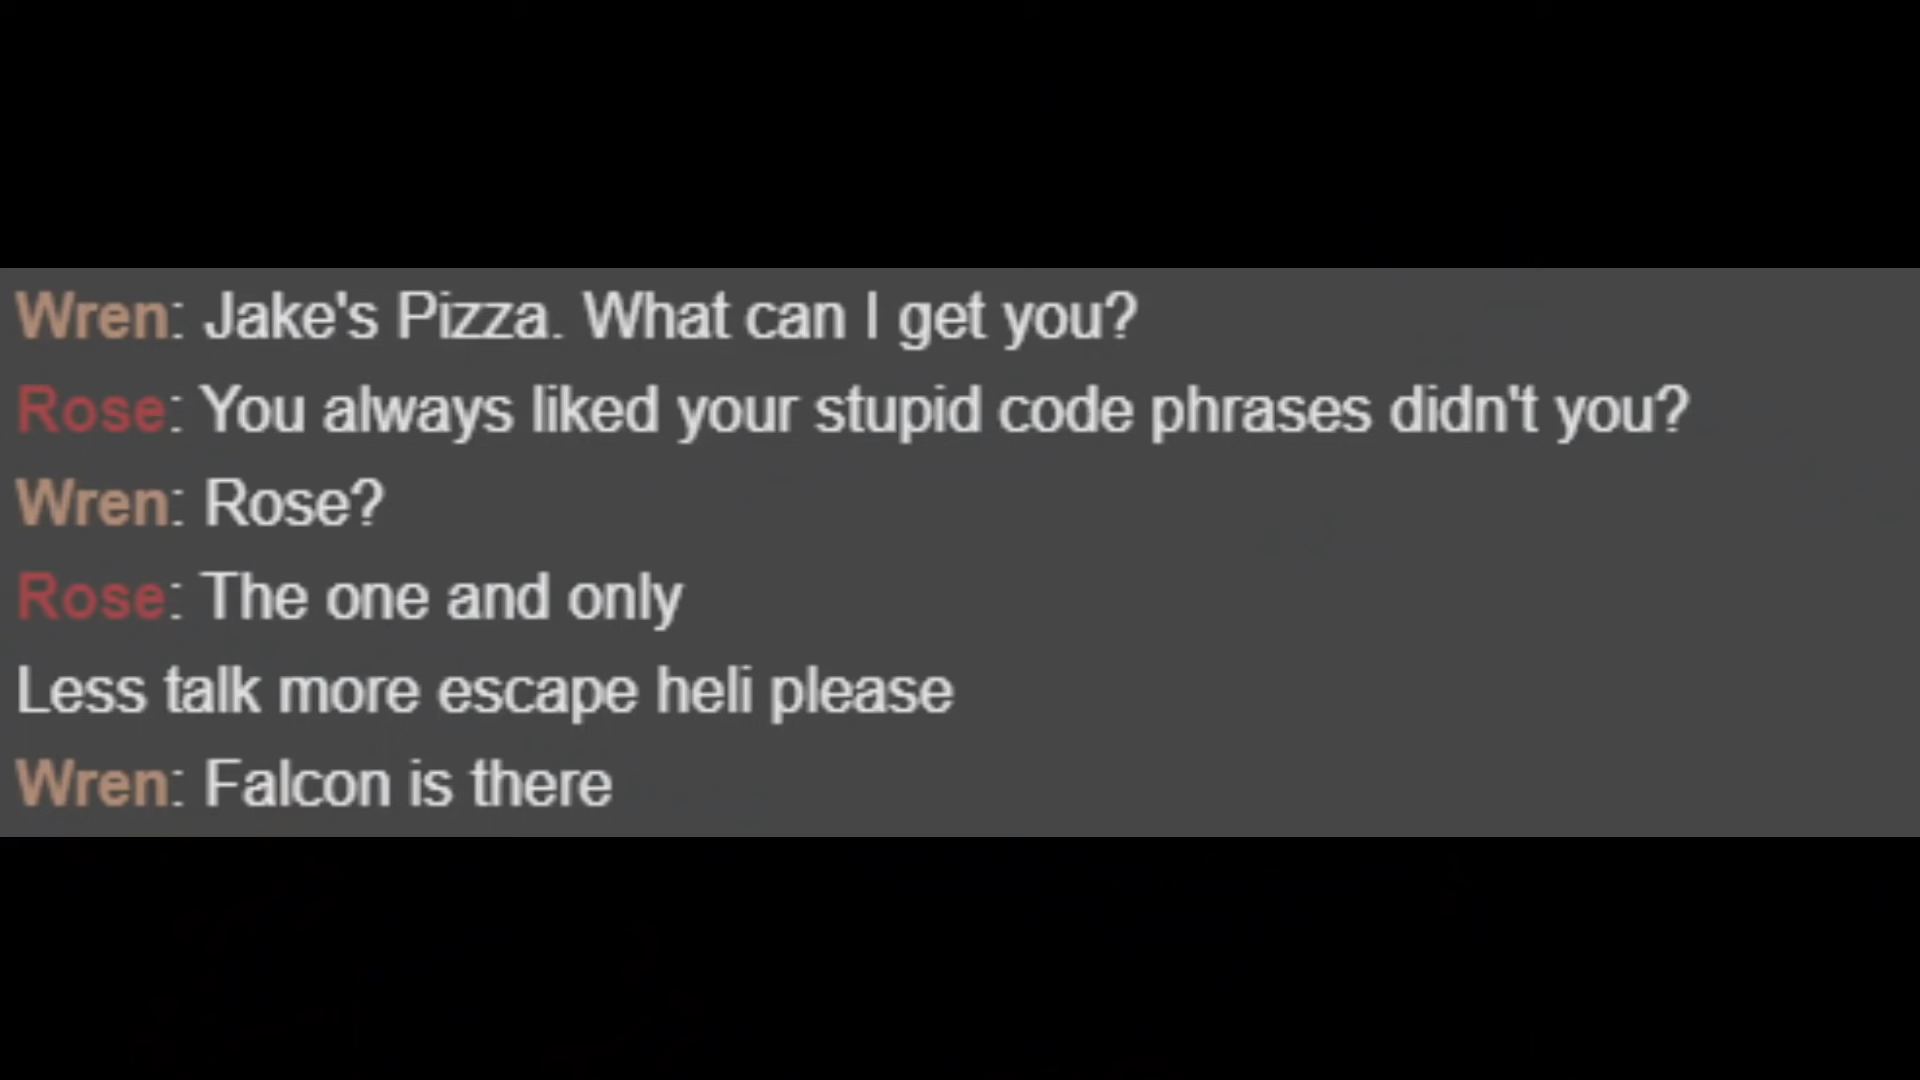 Wren: Jake's Pizza. What can I get you?
Rose: You always liked your stupid code phrases didn't you?
Wren: Rose?
Rose: The one and only
Less talk more escape heli please
Wren: Falcon is there